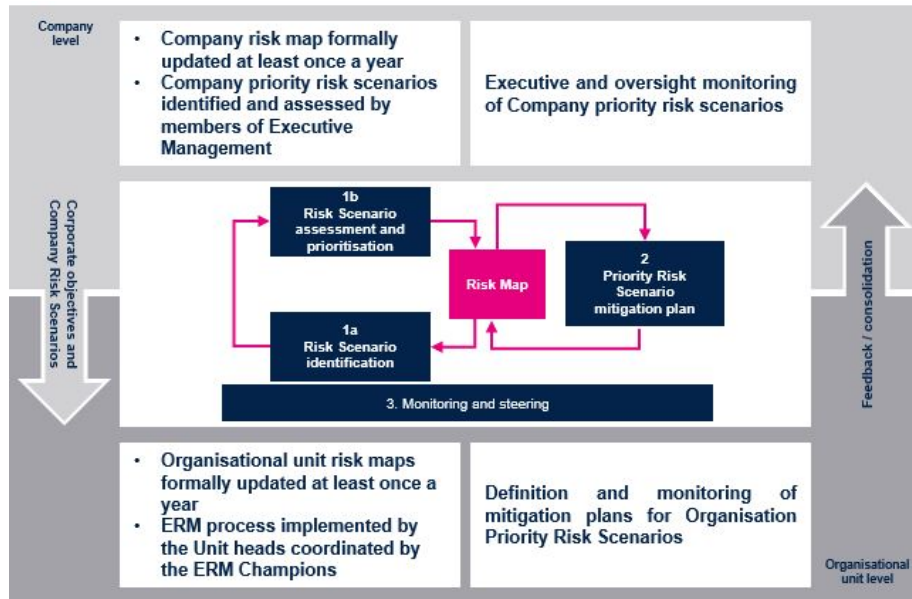 Company
level
• Company risk map formally
updated at least once a year
• Company priority risk scenarios
identified and assessed by
members of Executive
Management
Executive and oversight monitoring
of Company priority risk scenarios
Corporate objectives and
Company Risk Scenarios
1b
Risk Scenario
assessment and
prioritisation
Risk Map
2
Priority Risk
Scenario
mitigation plan
1a
Risk Scenario
identification
3. Monitoring and steering
Feedback / consolidation
• Organisational unit risk maps
formally updated at least once a
year
• ERM process implemented by
the Unit heads coordinated by
the ERM Champions
Definition and monitoring of
mitigation plans for Organisation
Priority Risk Scenarios
Organisational
unit level